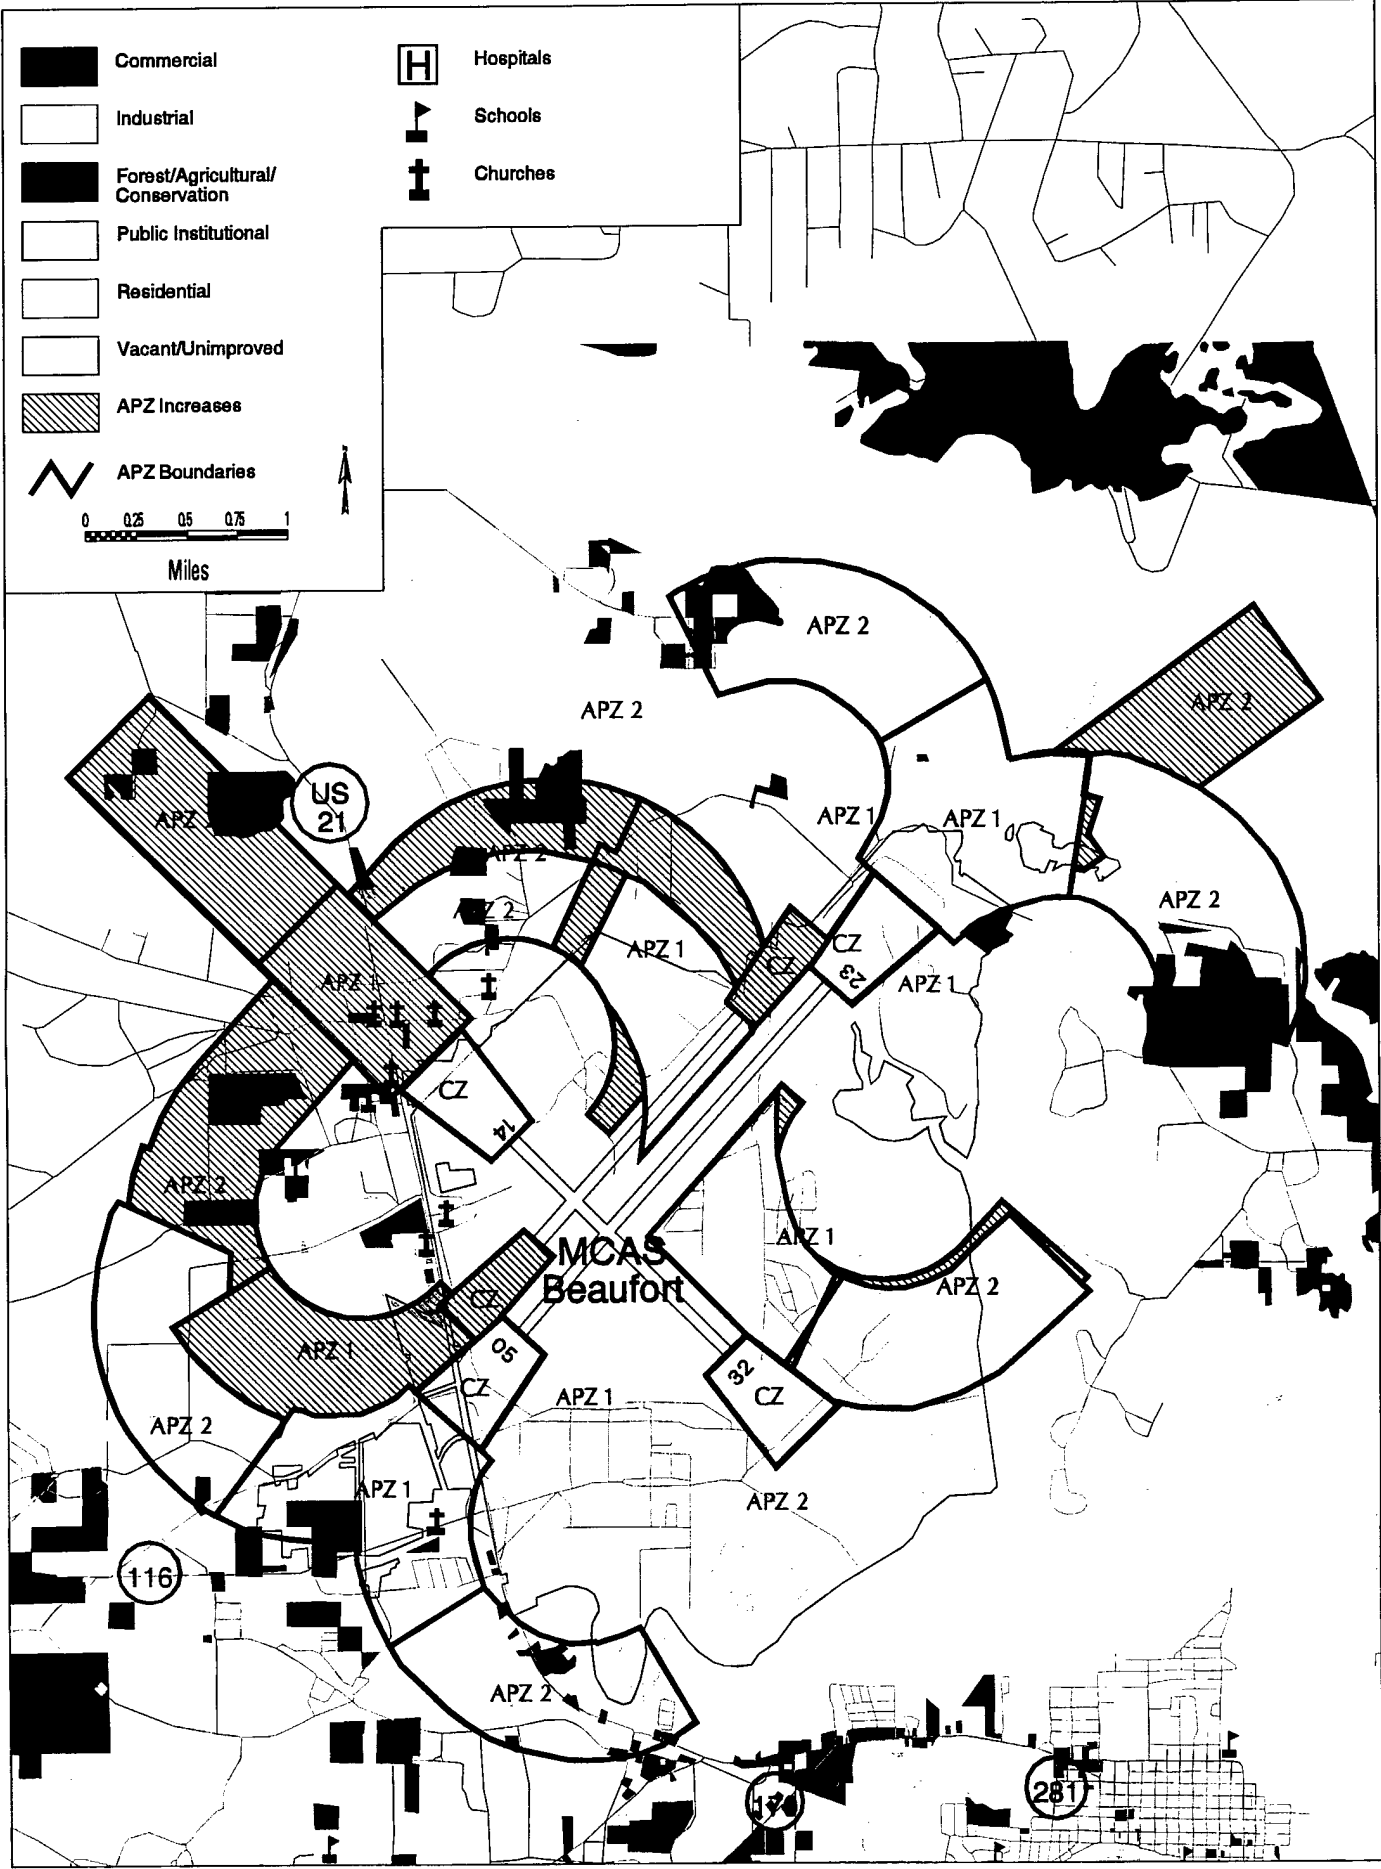 Commercial
Industrial
Forest/Agricultural/
Conservation
Public Institutional
Residential
Vacant/Unimproved
APZ Increases
APZ Boundaries
0 0.25 0.5 0.75 1
Miles
H Hospitals
Schools
Churches
APZ 2
APZ 2
APZ 2
US
21
APZ
APZ 1
APZ 1
APZ 2
APZ 2
APZ 2
APZ 1
CZ
CZ
23
APZ 1
APZ 1
CZ
14
APZ 2
APZ 1
MCAS
Beaufort
APZ 2
CZ
APZ 1
05
32
CZ
CZ
APZ 1
APZ 2
APZ 1
APZ 2
116
APZ 2
281